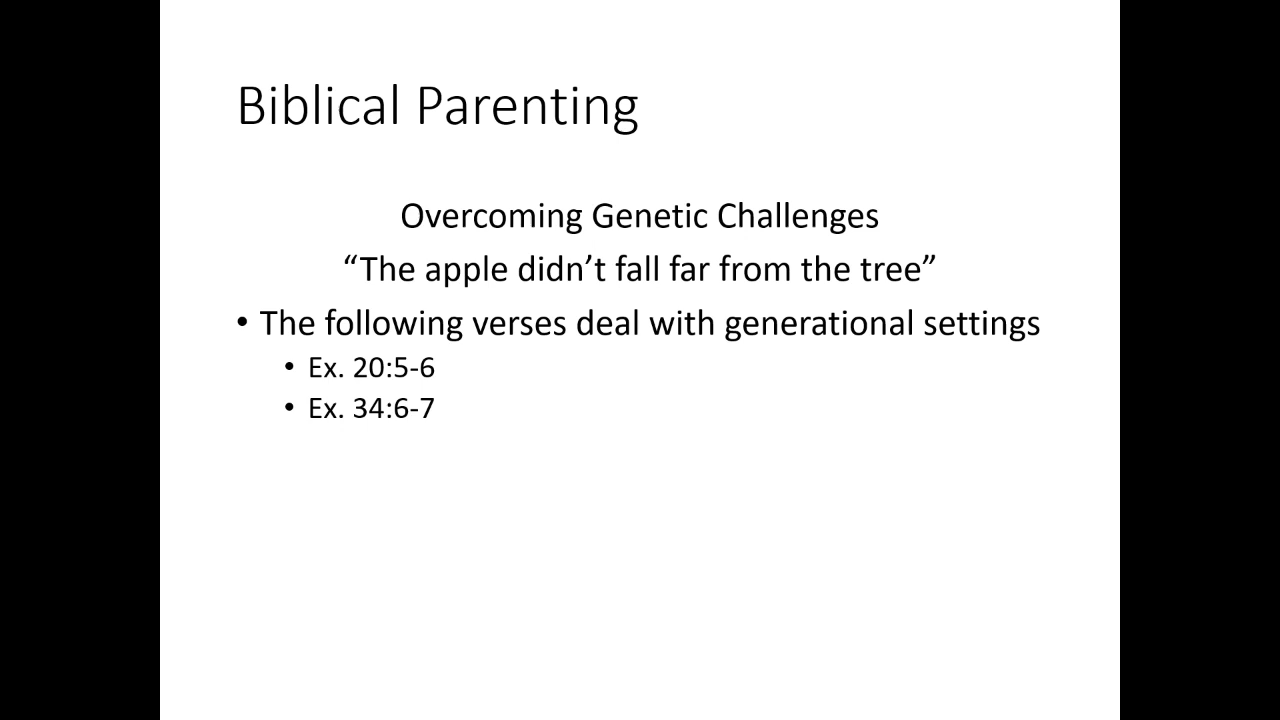 Biblical Parenting
Overcoming Genetic Challenges
“The apple didn’t fall far from the tree”
• The following verses deal with generational settings
• Ex. 20:5-6
• Ex. 34:6-7